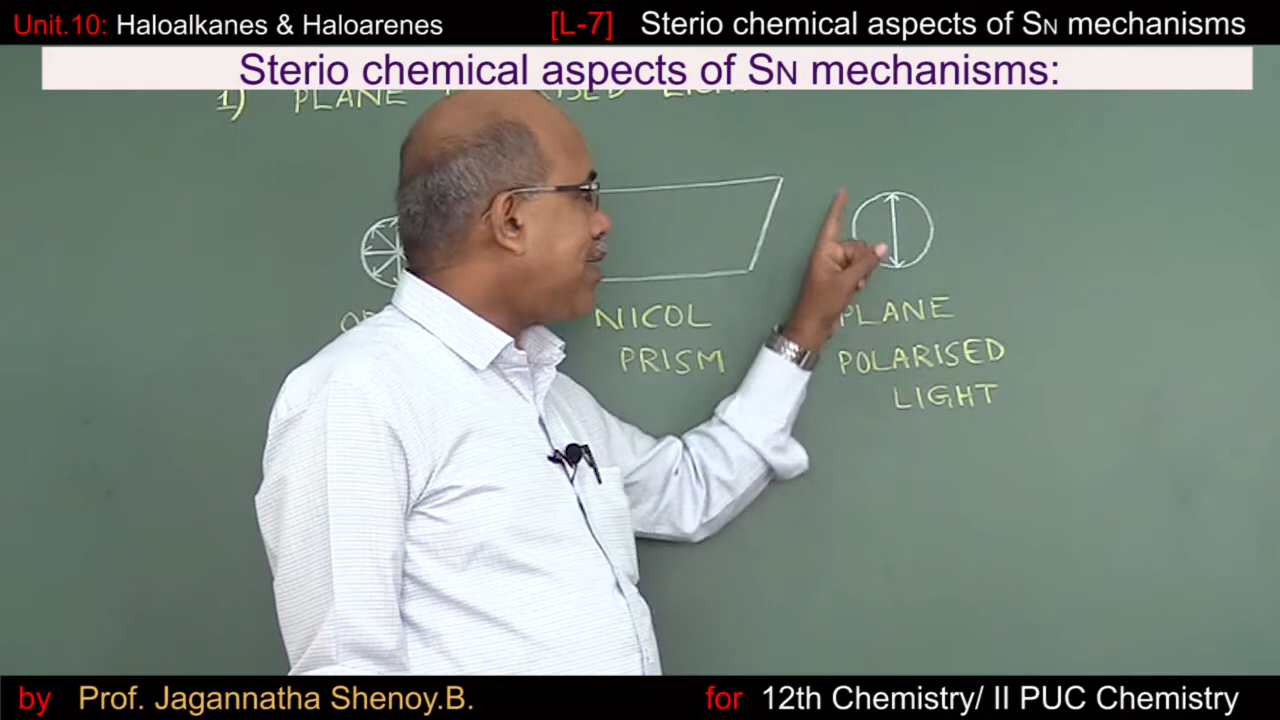 Unit.10: Haloalkanes & Haloarenes [L-7] Sterio chemical aspects of SN mechanisms
Sterio chemical aspects of SN mechanisms:
1) PLANE
NICOL
PRISM
PLANE
POLARISED
LIGHT
by Prof. Jagannatha Shenoy.B. for 12th Chemistry/ II PUC Chemistry